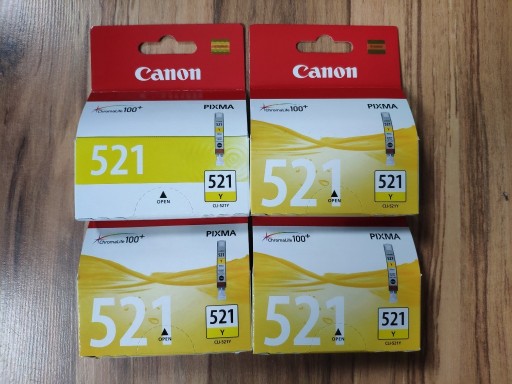 Canon
ChromaLife100+
PIXMA
521
521
Y
OPEN
CLI-521Y
Canon
ChromaLife100+
PIXMA
521
521
Y
OPEN
CLI-521Y
ChromaLife100+
PIXMA
521
521
Y
OPEN
CLI-521Y
ChromaLife100+
PIXMA
521
521
Y
OPEN
CLI-521Y